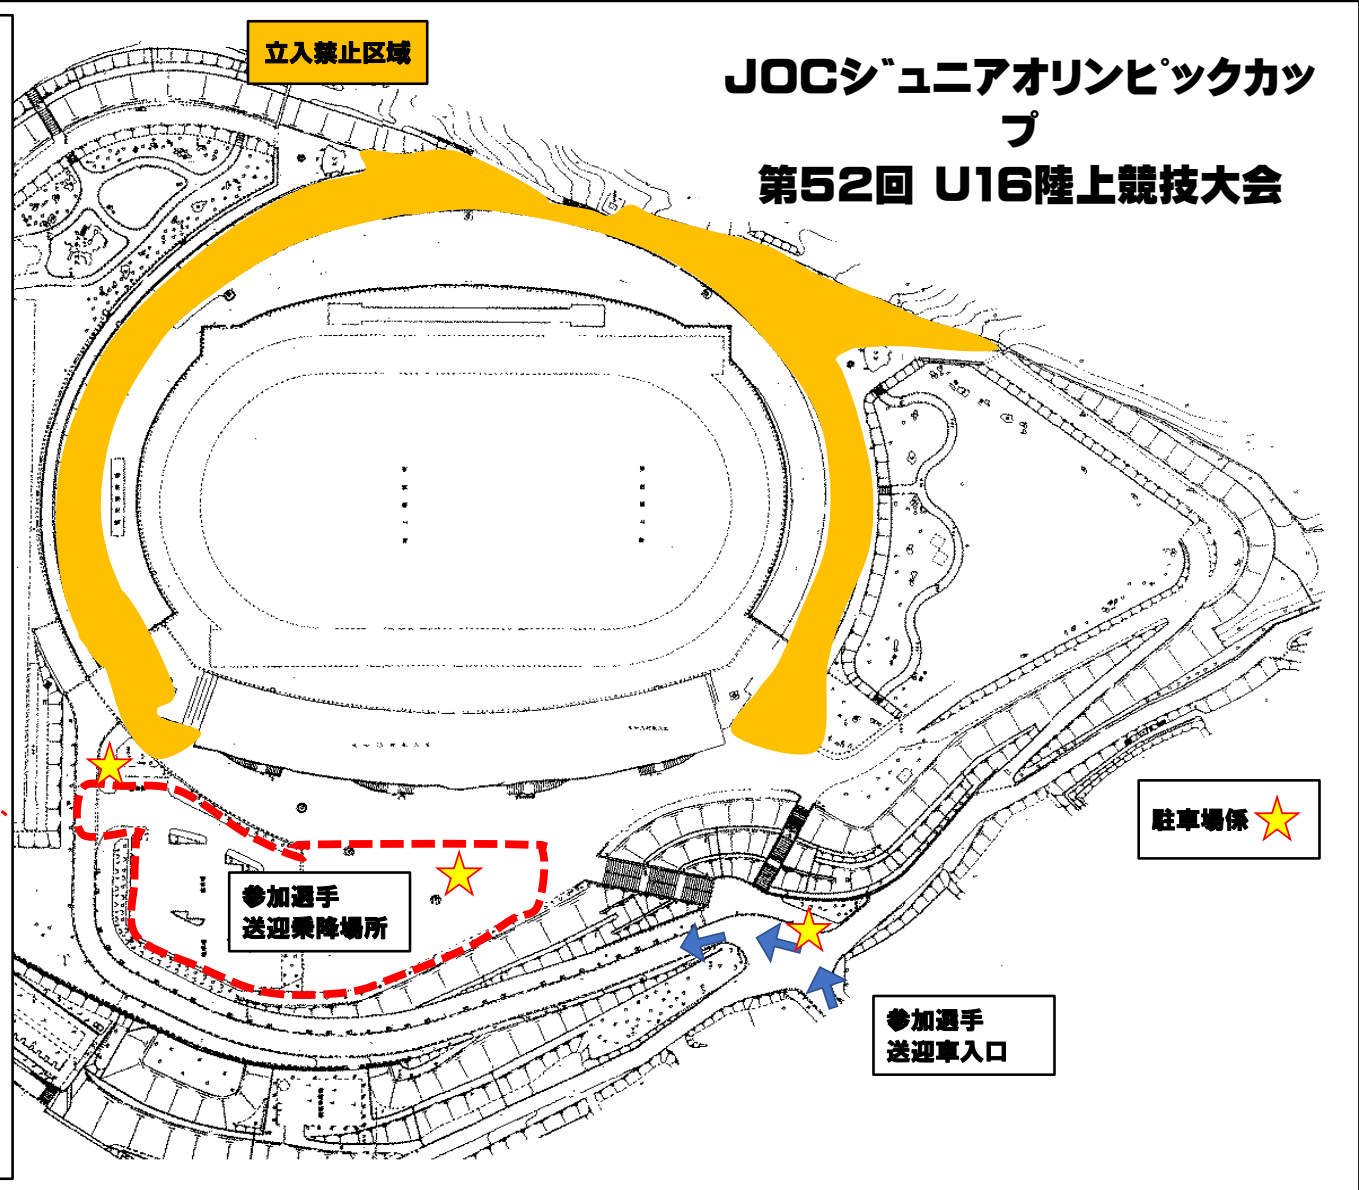 立入禁止区域
JOCジュニアオリンピックカッ
プ
第52回 U16陸上競技大会
駐車場係
参加選手
送迎乗降場所
参加選手
送迎車入口